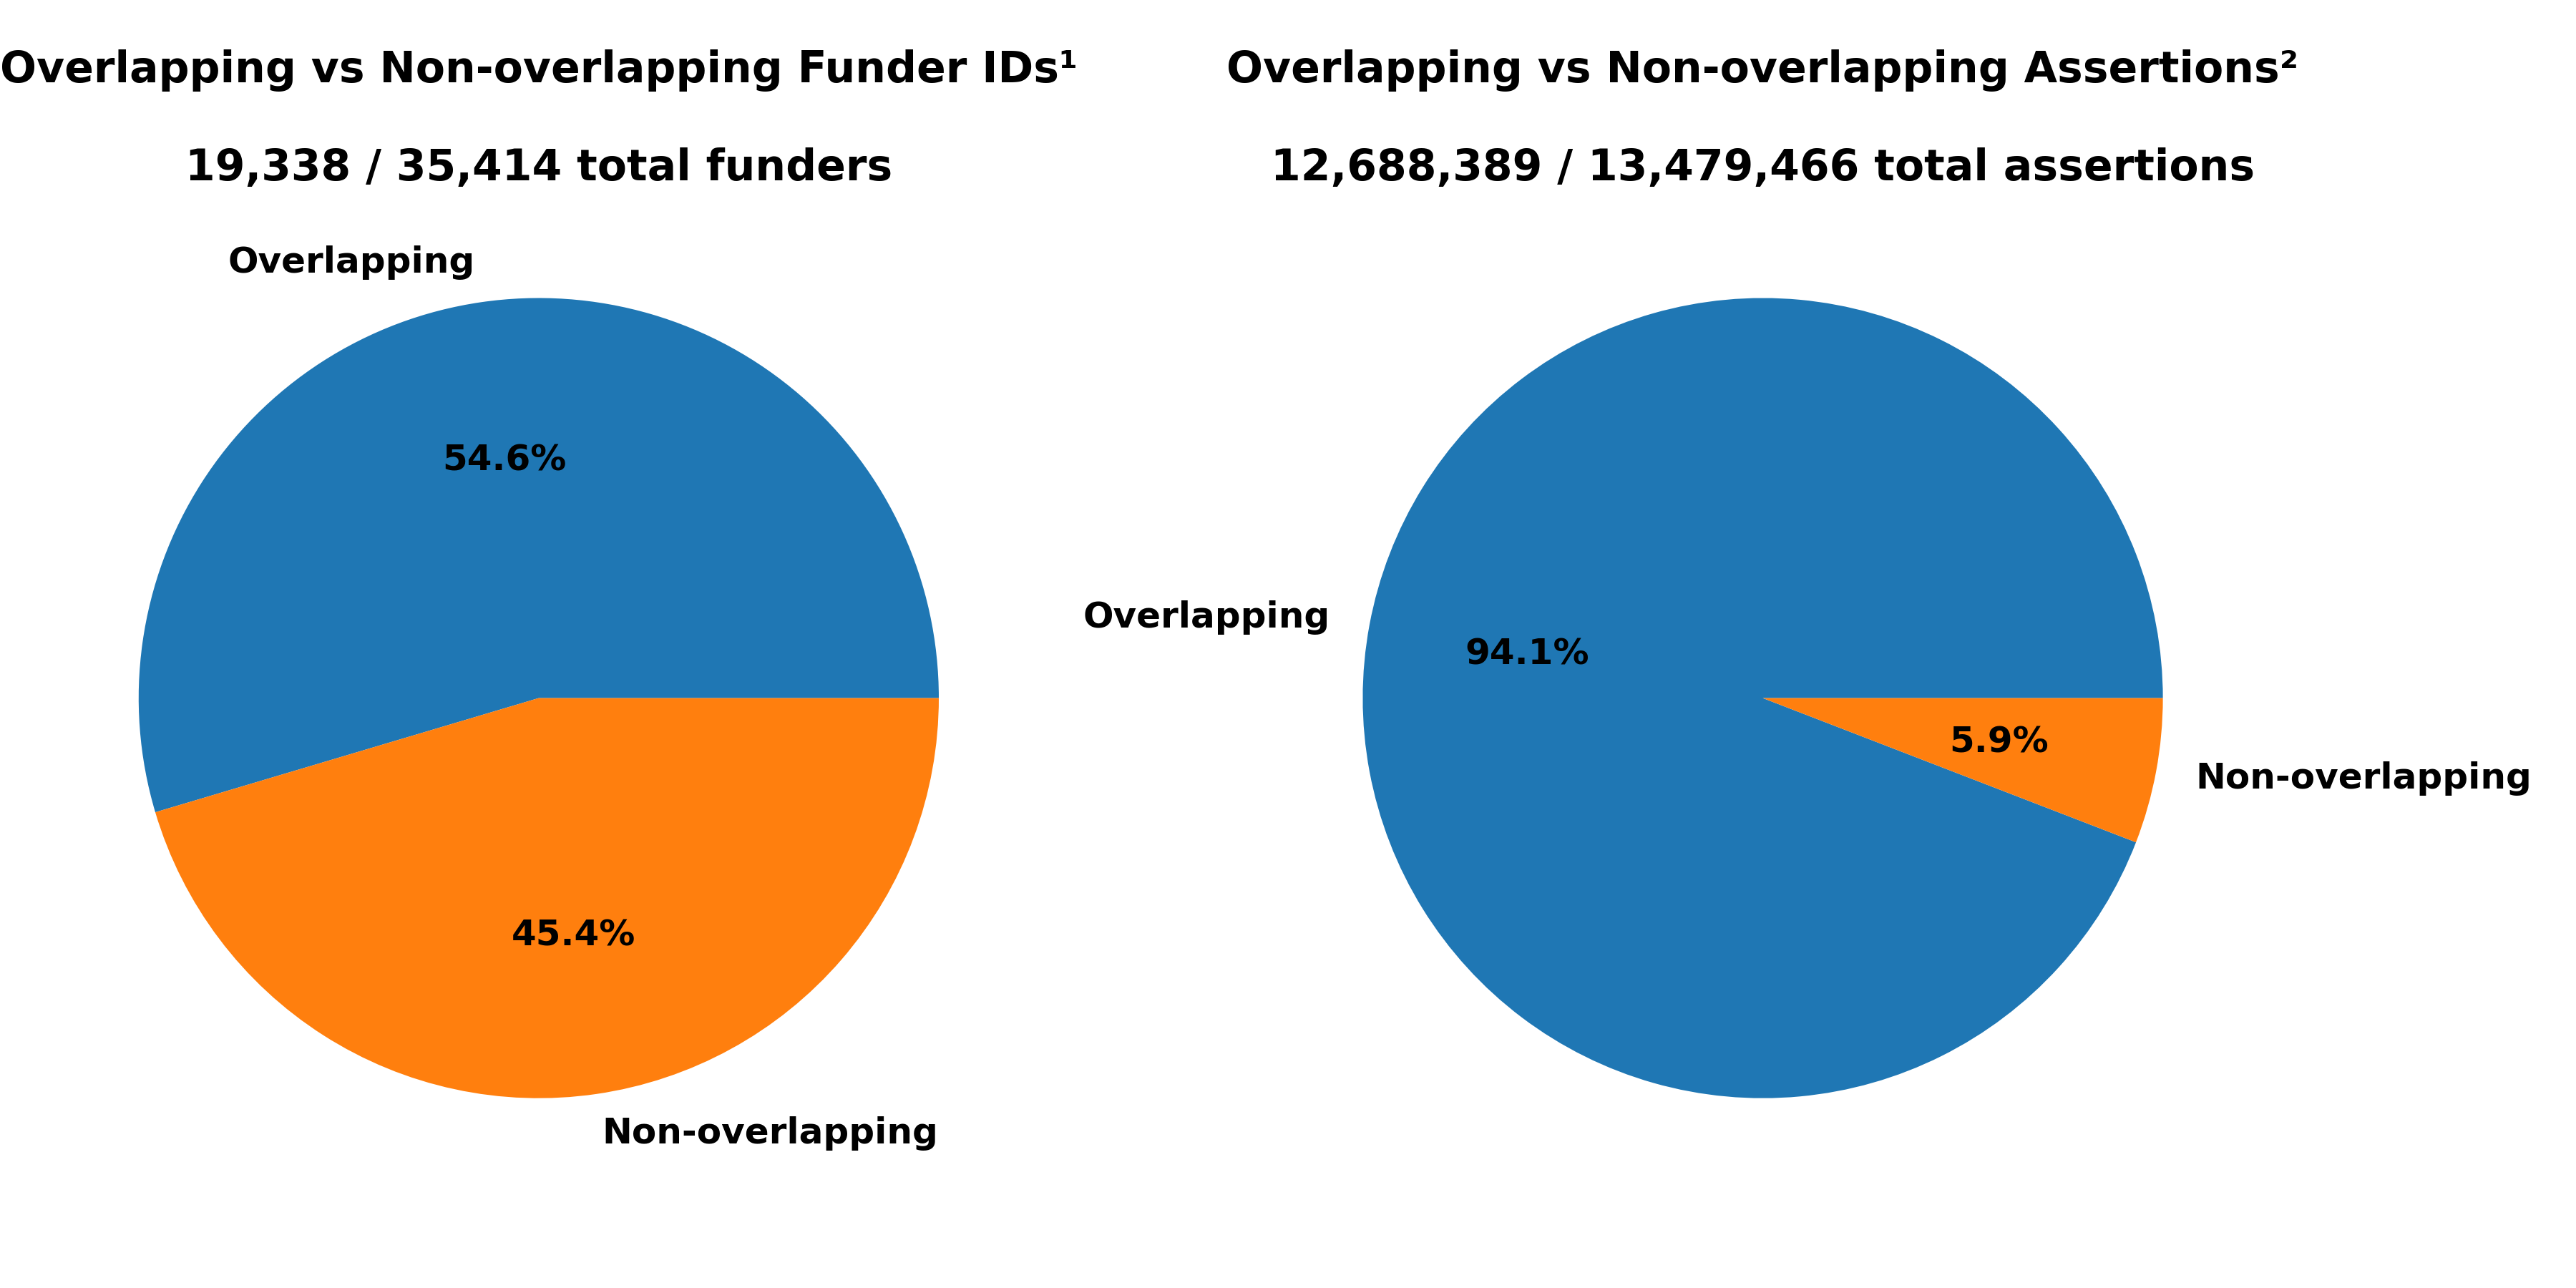 Overlapping vs Non-overlapping Funder IDs¹
19,338 / 35,414 total funders
Overlapping
54.6%
45.4%
Non-overlapping
Overlapping vs Non-overlapping Assertions²
12,688,389 / 13,479,466 total assertions
Overlapping
94.1%
5.9%
Non-overlapping